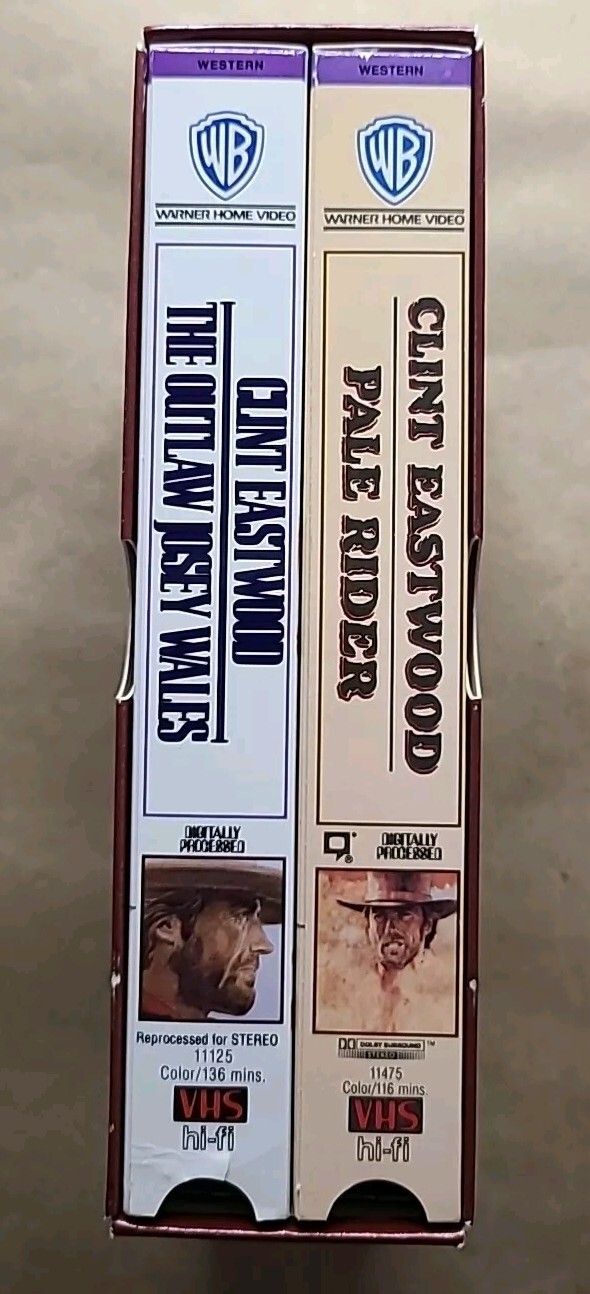 WESTERN
WB
WARNER HOME VIDEO
CLINT EASTWOOD
THE OUTLAW JOSEY WALES
DIGITALLY
PROCESSED
Reprocessed for STEREO
11125
Color/136 mins.
VHS
hi-fi
WESTERN
WB
WARNER HOME VIDEO
CLINT EASTWOOD
PALE RIDER
DIGITALLY
PROCESSED
DOLBY SURROUND™
STEREO
11475
Color/116 mins.
VHS
hi-fi